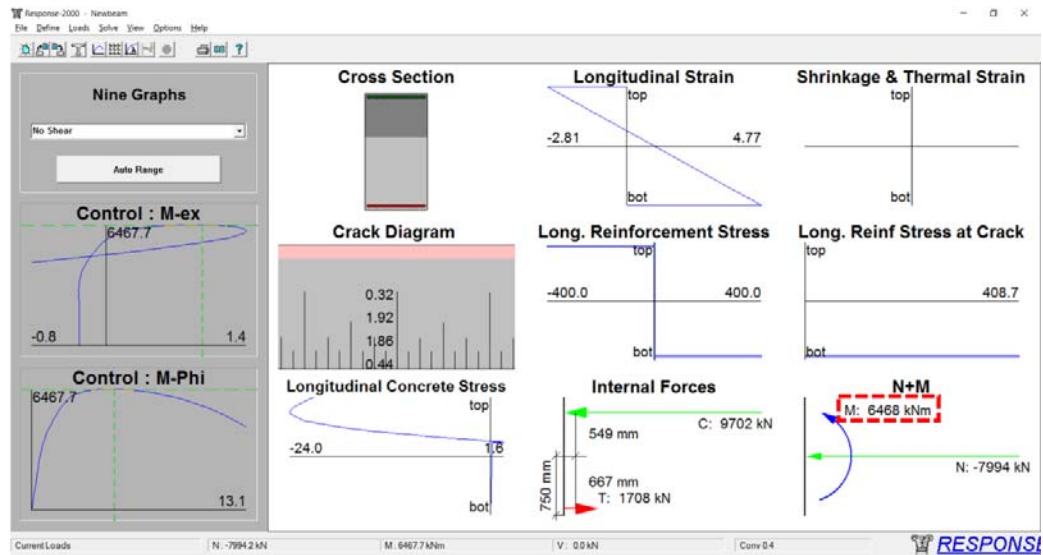 Response-2000 - Newbeam
File Define Loads Solve View Options Help
Nine Graphs
No Shear
Auto Range
Control : M-ex
6467.7
-0.8
1.4
Control : M-Phi
6467.7
13.1
Cross Section
Longitudinal Strain
top
-2.81
4.77
bot
Shrinkage & Thermal Strain
top
bot
Crack Diagram
0.32
1.92
1.86
0.44
Long. Reinforcement Stress
top
-400.0
400.0
bot
Long. Reinf Stress at Crack
top
408.7
bot
Longitudinal Concrete Stress
top
-24.0
1.6
bot
Internal Forces
C: 9702 kN
549 mm
750 mm
667 mm
T: 1708 kN
N+M
M: 6468 kNm
N: -7994 kN
Current Loads
N : -7994.2 kN
M : 6467.7 kNm
V : 0.0 kN
Conv 0.4
RESPONSE